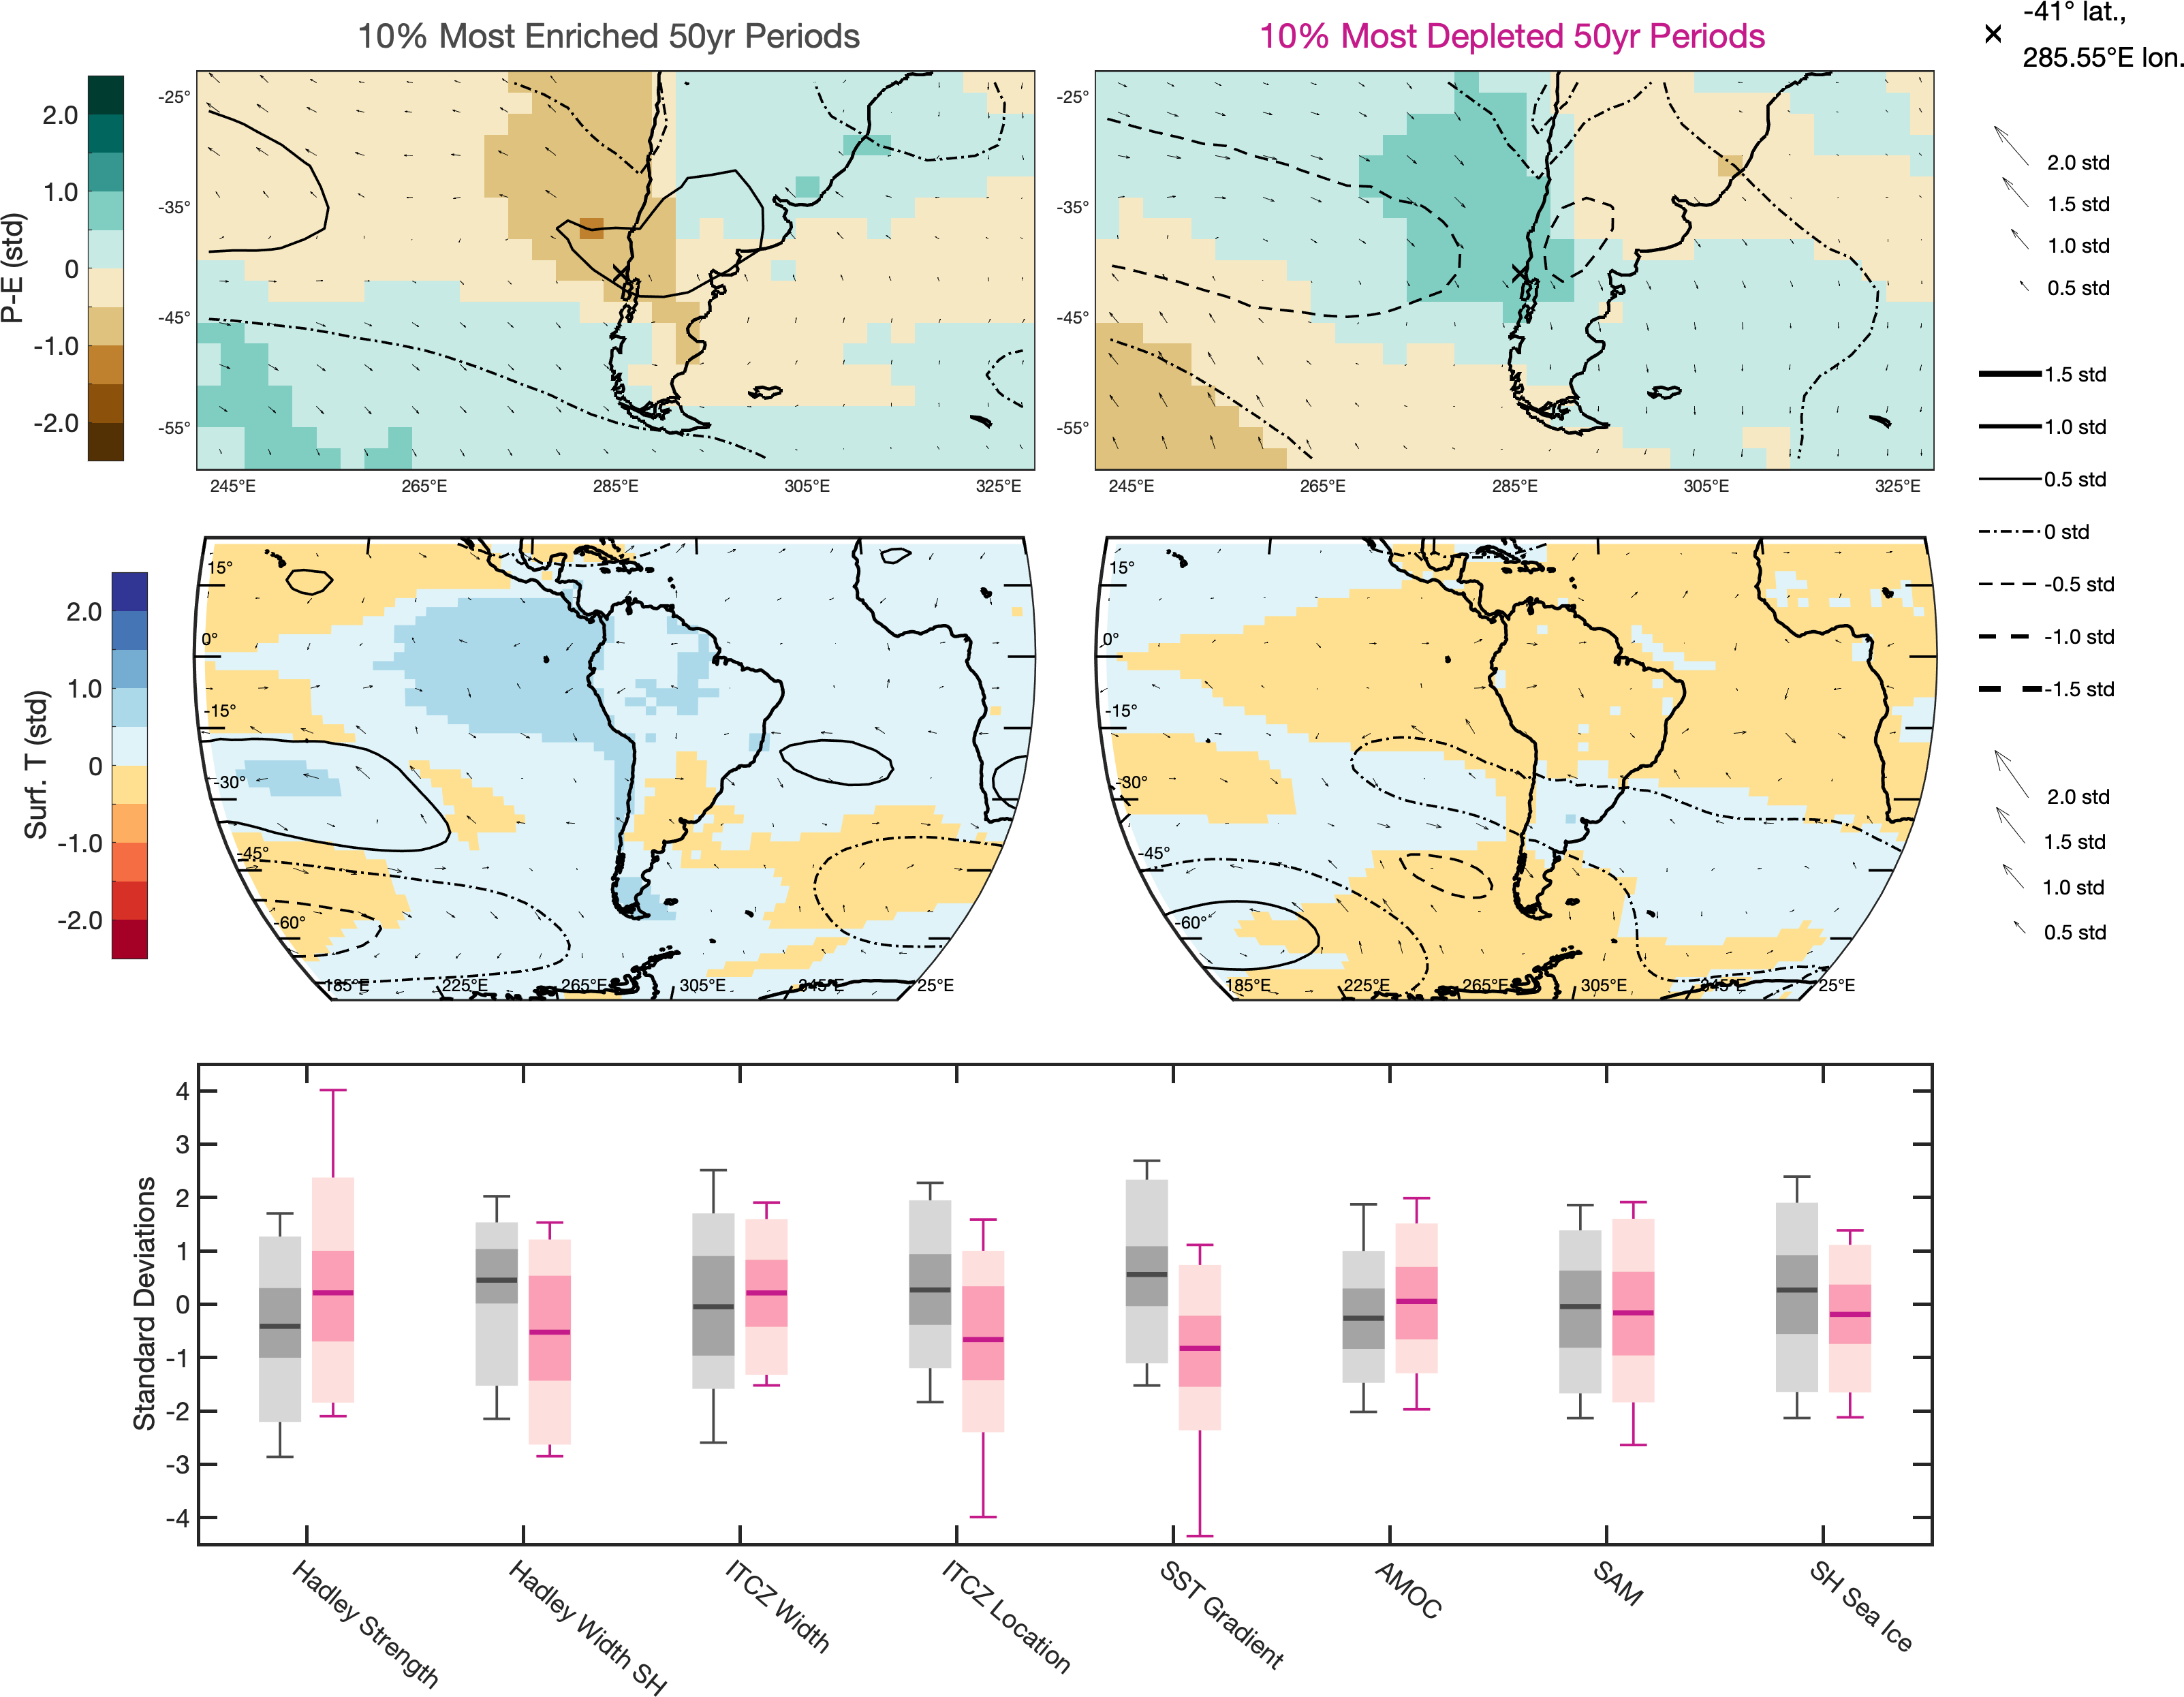 10% Most Enriched 50yr Periods
10% Most Depleted 50yr Periods
-41° lat.,
285.55°E lon.
P-E (std)
2.0
1.0
0
-1.0
-2.0
-25°
-35°
-45°
-55°
245°E 265°E 285°E 305°E 325°E
-25°
-35°
-45°
-55°
245°E 265°E 285°E 305°E 325°E
2.0 std
1.5 std
1.0 std
0.5 std
1.5 std
1.0 std
0.5 std
0 std
-0.5 std
-1.0 std
-1.5 std
Surf. T (std)
2.0
1.0
0
-1.0
-2.0
15°
0°
-15°
-30°
-45°
-60°
185°E 225°E 265°E 305°E 345°E 25°E
15°
0°
-15°
-30°
-45°
-60°
185°E 225°E 265°E 305°E 345°E 25°E
2.0 std
1.5 std
1.0 std
0.5 std
Standard Deviations
4
3
2
1
0
-1
-2
-3
-4
Hadley Strength
Hadley Width SH
ITCZ Width
ITCZ Location
SST Gradient
AMOC
SAM
SH Sea Ice